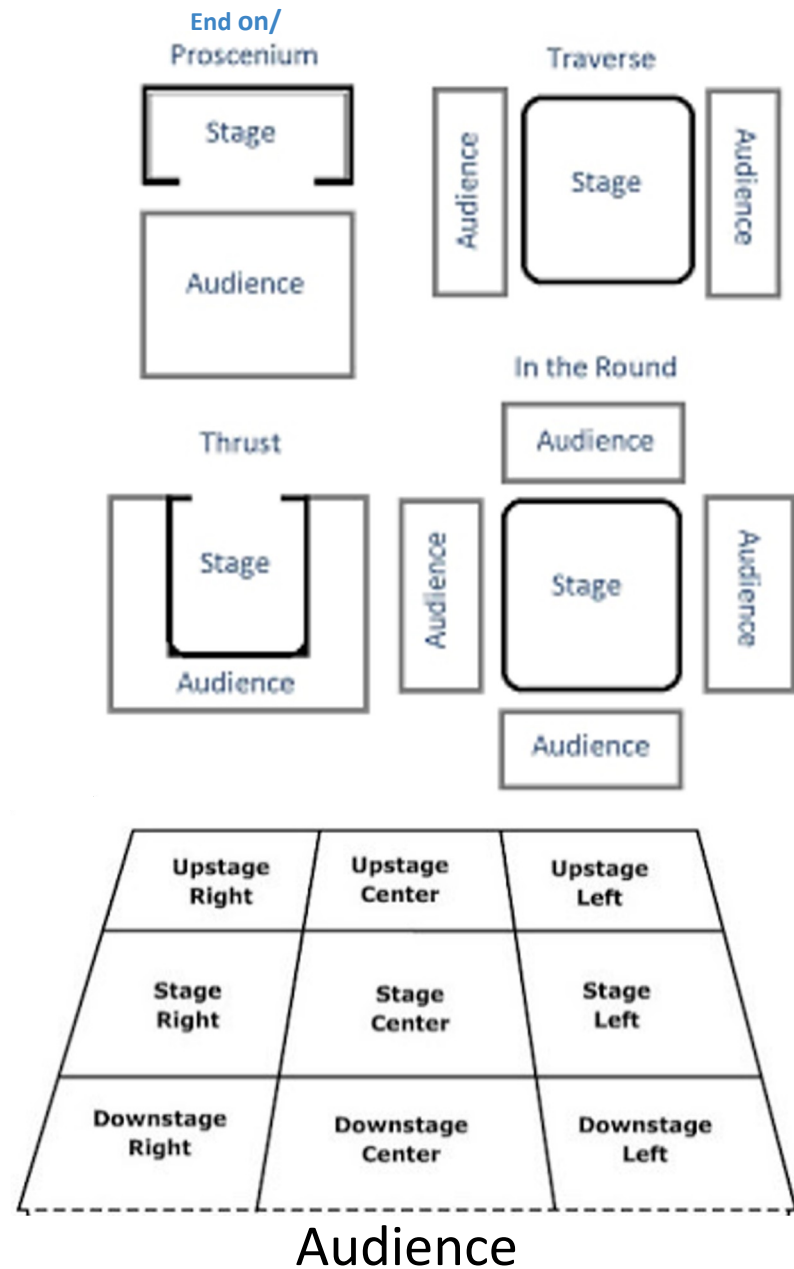 End on/
Proscenium
Stage
Audience
Traverse
Audience
Stage
Audience
Thrust
Stage
Audience
In the Round
Audience
Audience
Stage
Audience
Audience
Upstage
Right
Upstage
Center
Upstage
Left
Stage
Right
Stage
Center
Stage
Left
Downstage
Right
Downstage
Center
Downstage
Left
Audience